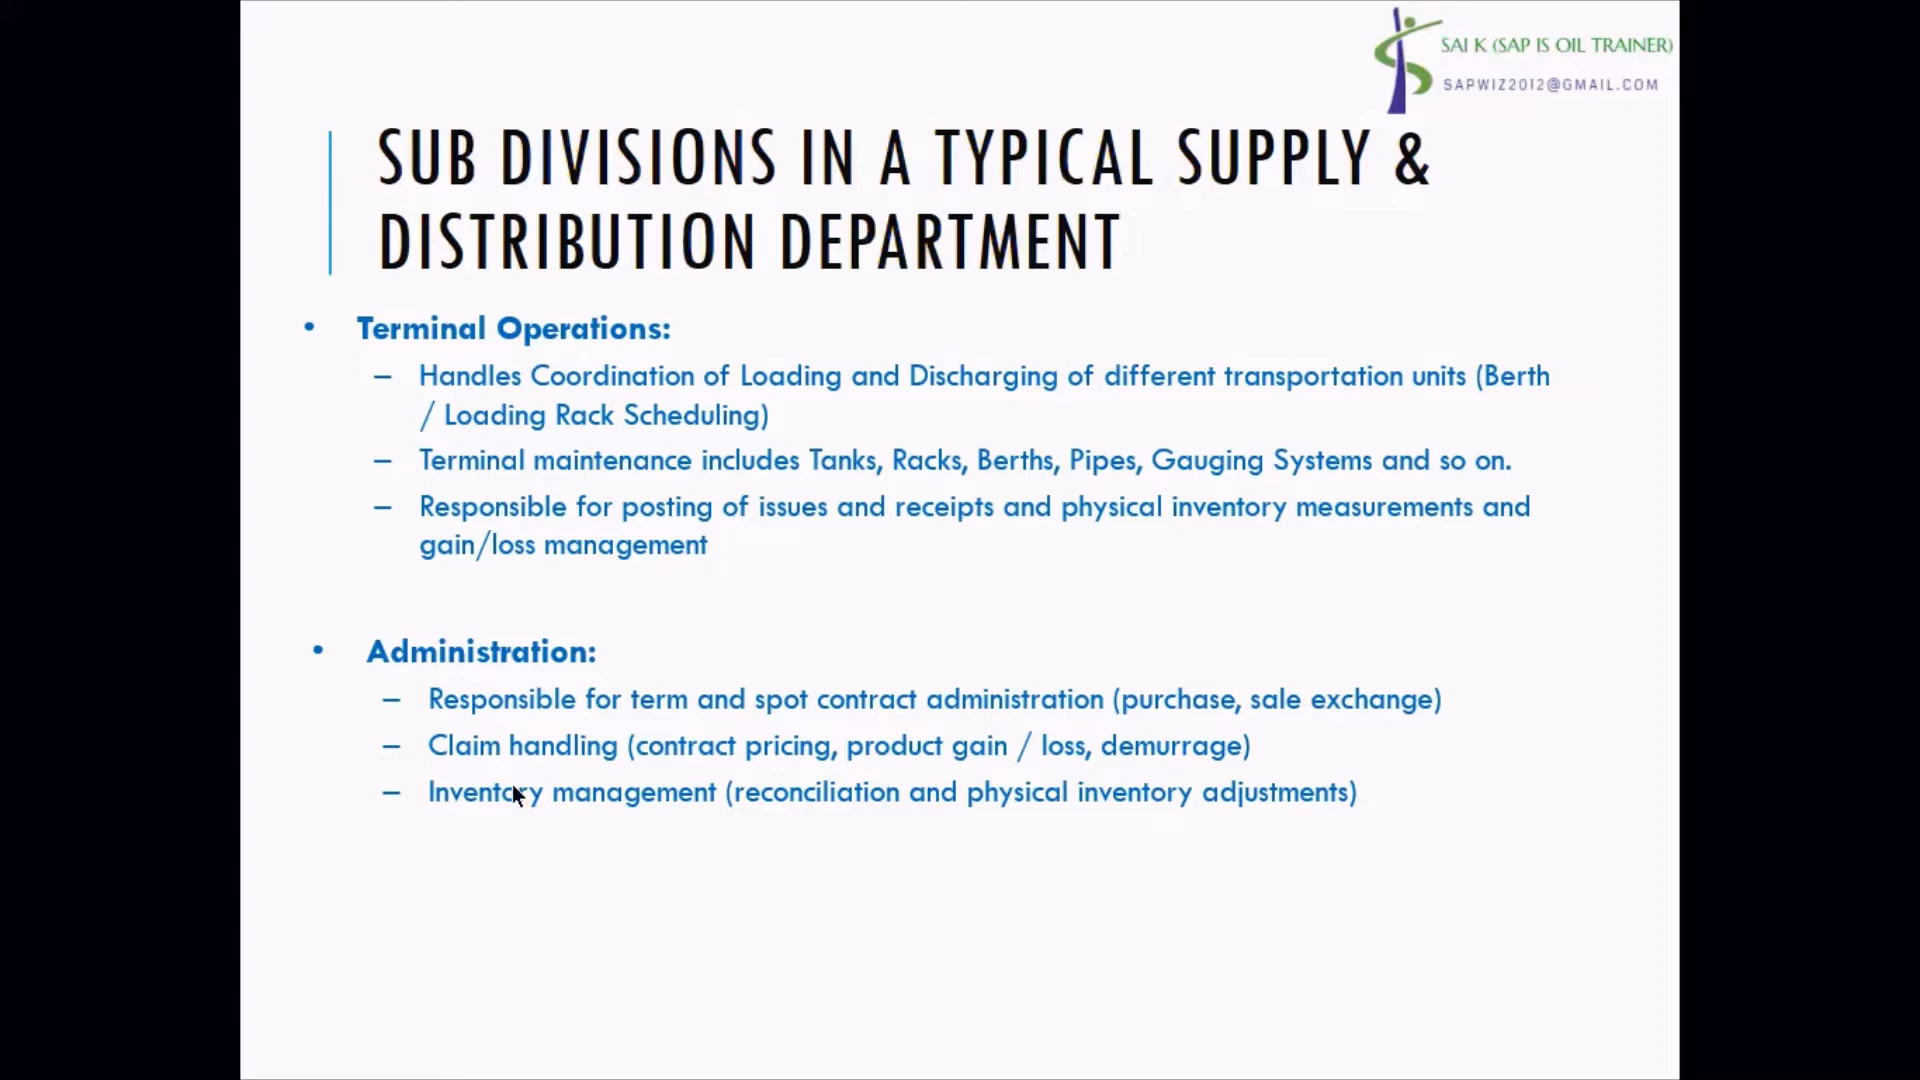 SAI K (SAP IS OIL TRAINER)
SAPWIZ2012@GMAIL.COM
SUB DIVISIONS IN A TYPICAL SUPPLY &
DISTRIBUTION DEPARTMENT
• Terminal Operations:
– Handles Coordination of Loading and Discharging of different transportation units (Berth
/ Loading Rack Scheduling)
– Terminal maintenance includes Tanks, Racks, Berths, Pipes, Gauging Systems and so on.
– Responsible for posting of issues and receipts and physical inventory measurements and
gain/loss management
• Administration:
– Responsible for term and spot contract administration (purchase, sale exchange)
– Claim handling (contract pricing, product gain / loss, demurrage)
– Inventory management (reconciliation and physical inventory adjustments)